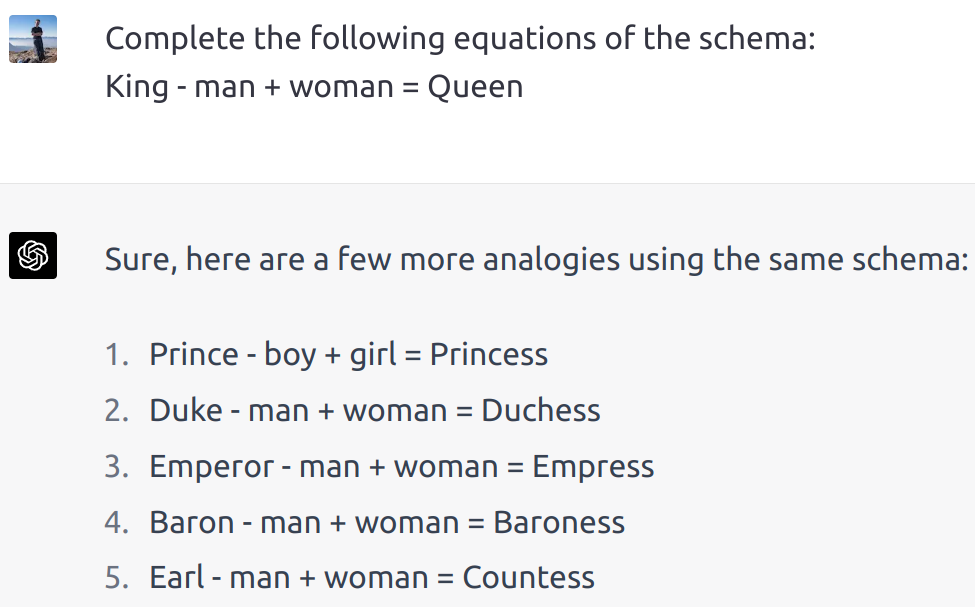 Complete the following equations of the schema:
King - man + woman = Queen
Sure, here are a few more analogies using the same schema:
1. Prince - boy + girl = Princess
2. Duke - man + woman = Duchess
3. Emperor - man + woman = Empress
4. Baron - man + woman = Baroness
5. Earl - man + woman = Countess